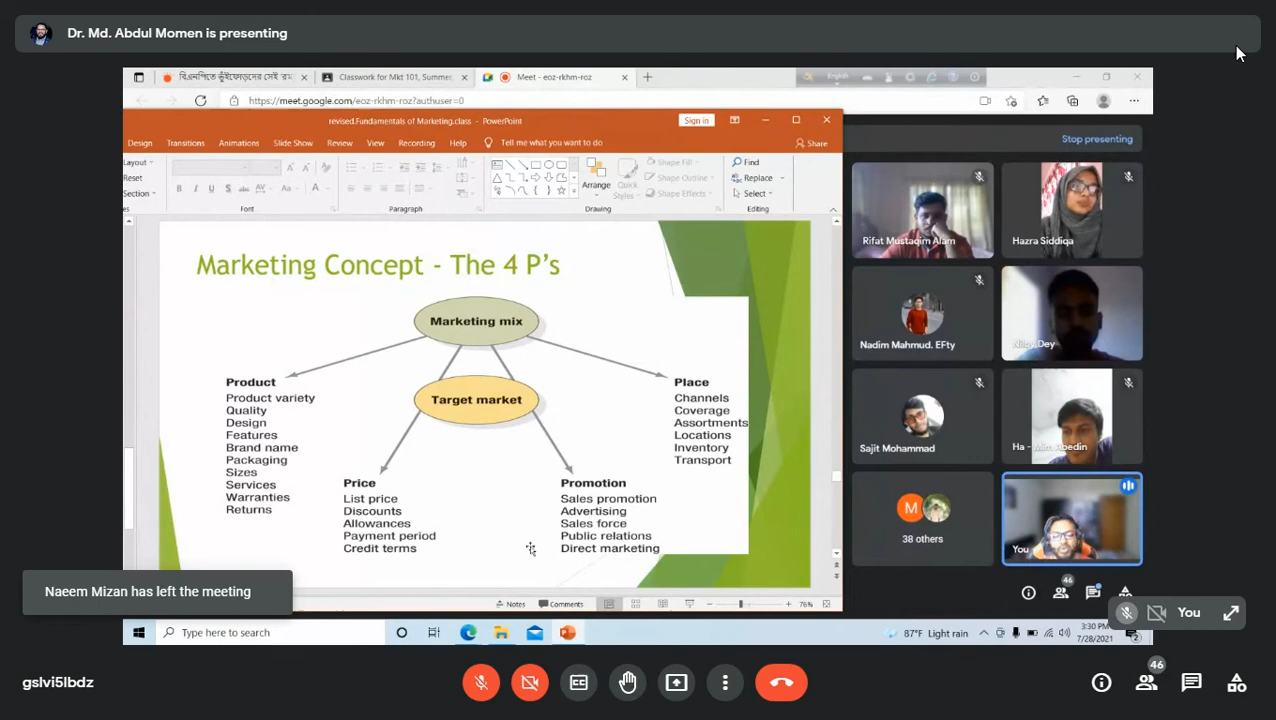 Dr. Md. Abdul Momen is presenting
Classwork for Mkt 101, Summer,
Meet - eoz-rkhm-roz
English
https://meet.google.com/eoz-rkhm-roz?authuser=0
revised.Fundamentals of Marketing.class - PowerPoint
Sign in
Stop presenting
Design
Transitions
Animations
Slide Show
Review
View
Recording
Help
Tell me what you want to do
Share
Layout
Reset
Section
Font
Paragraph
Arrange
Quick
Styles
Shape Fill
Shape Outline
Shape Effects
Drawing
Find
Replace
Select
Editing
Marketing Concept - The 4 P's
Marketing mix
Target market
Product
Product variety
Quality
Design
Features
Brand name
Packaging
Sizes
Services
Warranties
Returns
Price
List price
Discounts
Allowances
Payment period
Credit terms
Promotion
Sales promotion
Advertising
Sales force
Public relations
Direct marketing
Place
Channels
Coverage
Assortments
Locations
Inventory
Transport
Rifat Mustaqim Alam
Hazra Siddiqa
Nadim Mahmud. EFty
Dey
Sajit Mohammad
Ha - Mim Abedin
M
38 others
You
46
Naeem Mizan has left the meeting
Notes
Comments
76%
You
Type here to search
87°F Light rain
3:30 PM
7/28/2021
2
gslvi5lbdz
46